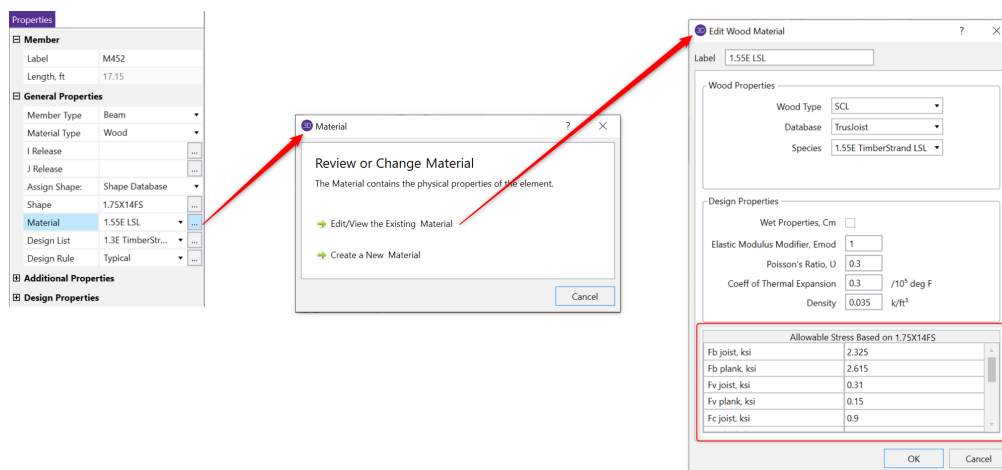 Properties
Member
Label M452
Length, ft 17.15
General Properties
Member Type Beam
Material Type Wood
I Release ...
J Release ...
Assign Shape: Shape Database
Shape 1.75X14FS ...
Material 1.55E LSL ...
Design List 1.3E TimberStr... ...
Design Rule Typical ...
Additional Properties
Design Properties
3D Material ? ×
Review or Change Material
The Material contains the physical properties of the element.
Edit/View the Existing Material
Create a New Material
Cancel
3D Edit Wood Material ? ×
Label 1.55E LSL
Wood Properties
Wood Type SCL
Database TrusJoist
Species 1.55E TimberStrand LSL
Design Properties
Wet Properties, Cm
Elastic Modulus Modifier, Emod 1
Poisson's Ratio, υ 0.3
Coeff of Thermal Expansion 0.3 /10⁵ deg F
Density 0.035 k/ft³
Allowable Stress Based on 1.75X14FS
Fb joist, ksi 2.325
Fb plank, ksi 2.615
Fv joist, ksi 0.31
Fv plank, ksi 0.15
Fc joist, ksi 0.9
OK Cancel